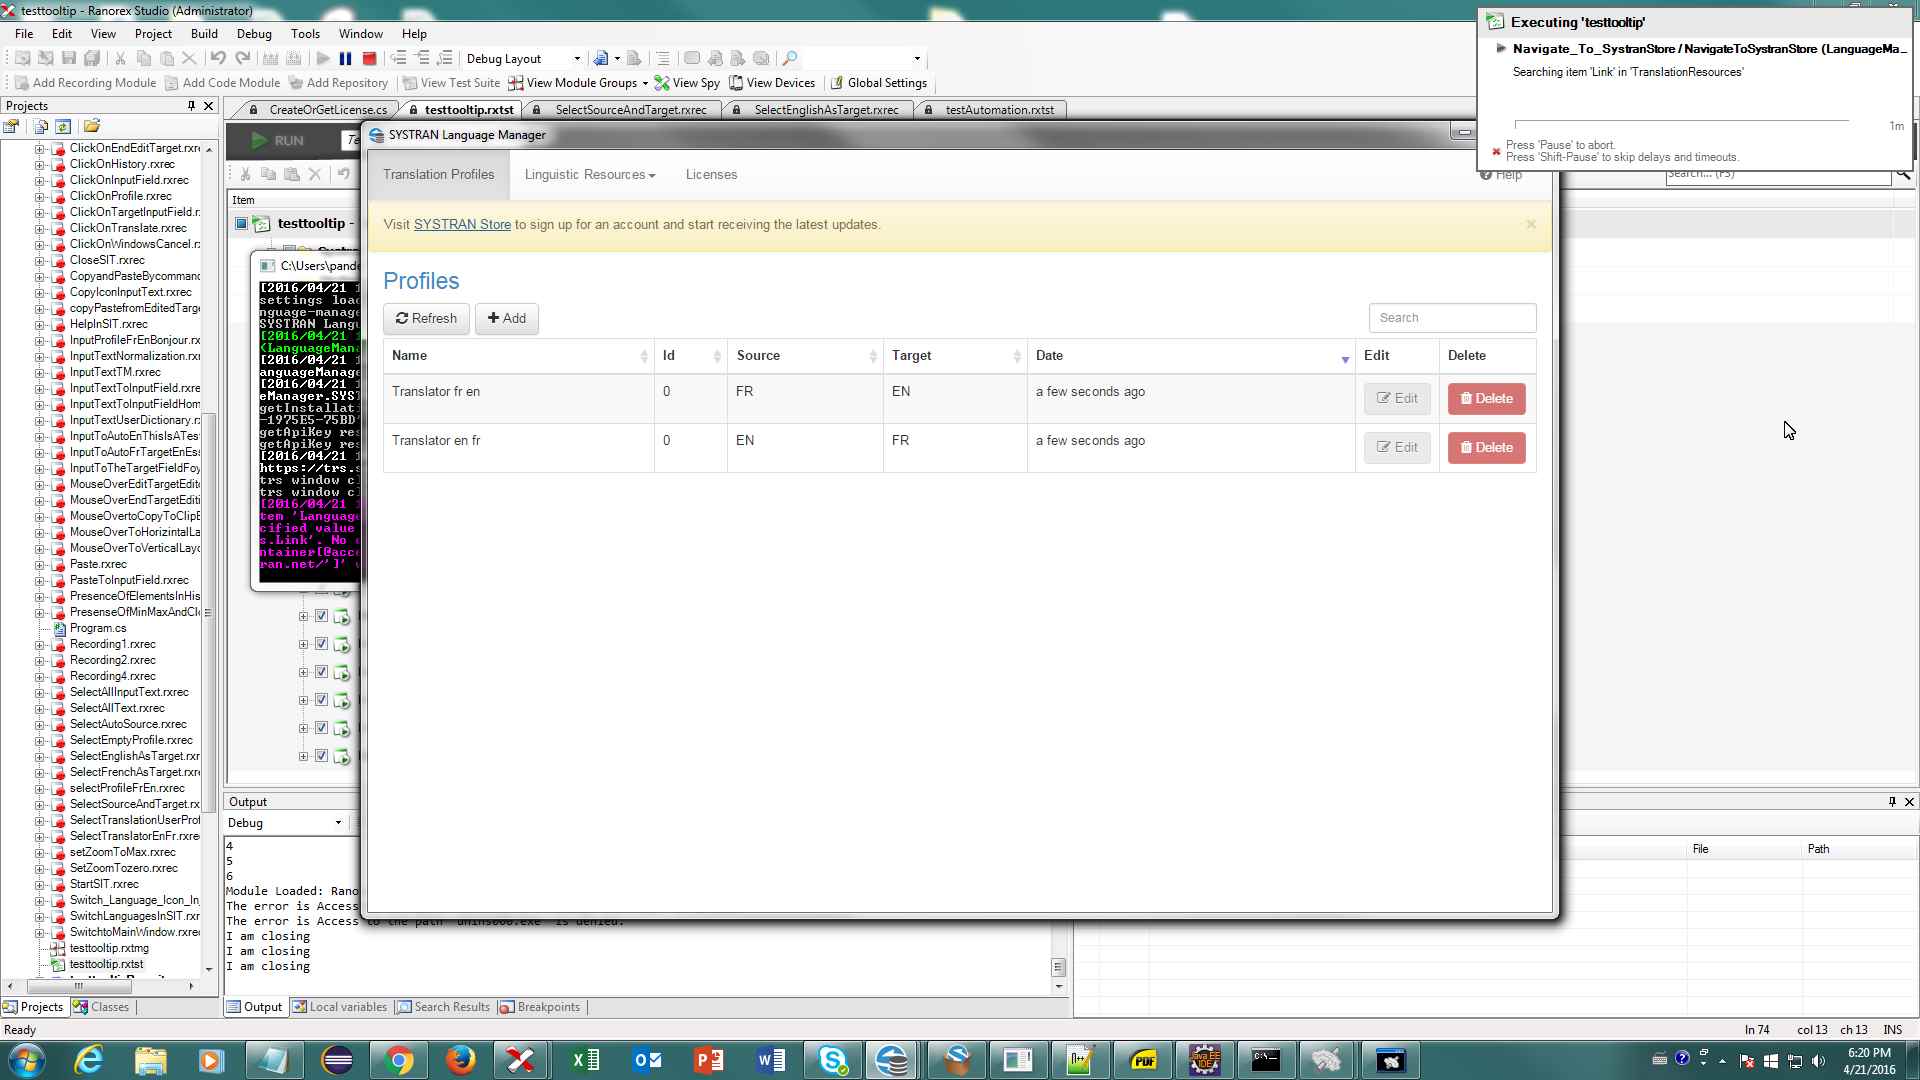 testtooltip - Ranorex Studio (Administrator)
File Edit View Project Build Debug Tools Window Help
Debug Layout
Add Recording Module Add Code Module Add Repository View Test Suite View Module Groups View Spy View Devices Global Settings
Projects
CreateOrGetLicense.cs testtooltip.rxtst SelectSourceAndTarget.rxrec SelectEnglishAsTarget.rxrec testAutomation.rxtst
Executing 'testtooltip'
Navigate_To_SystranStore / NavigateToSystranStore (LanguageMa...
Searching item 'Link' in 'TranslationResources'
1m
Press 'Pause' to abort.
Press 'Shift-Pause' to skip delays and timeouts.
Help
Search... (F3)
RUN
Item
testtooltip -
ClickOnEndEditTarget.rxre
ClickOnHistory.rxrec
ClickOnInputField.rxrec
ClickOnProfile.rxrec
ClickOnTargetInputField.r
ClickOnTranslate.rxrec
ClickOnWindowsCancel.r
CloseSIT.rxrec
CopyandPasteBycommand
CopyIconInputText.rxrec
copyPastefromEditedTarge
HelpInSIT.rxrec
InputProfileFrEnBonjour.rx
InputTextNormalization.rx
InputTextTM.rxrec
InputTextToInputField.rxre
InputTextToInputFieldHom
InputTextUserDictionary.r
InputToAutoEnThisIsATes
InputToAutoFrTargetEnEs
InputToTheTargetFieldFoy
MouseOverEditTargetEdit
MouseOverEndTargetEditi
MouseOvertoCopyToClipE
MouseOverToHorizintalLa
MouseOverToVerticalLayo
Paste.rxrec
PasteToInputField.rxrec
PresenceOfElementsInHis
PresenseOfMinMaxAndClo
Program.cs
Recording1.rxrec
Recording2.rxrec
Recording4.rxrec
SelectAllInputText.rxrec
SelectAllText.rxrec
SelectAutoSource.rxrec
SelectEmptyProfile.rxrec
SelectEnglishAsTarget.rxr
SelectFrenchAsTarget.rxre
selectProfileFrEn.rxrec
SelectSourceAndTarget.rx
SelectTranslationUserProf
SelectTranslatorEnFr.rxre
setZoomToMax.rxrec
SetZoomTozero.rxrec
StartSIT.rxrec
Switch_Language_Icon_In
SwitchLanguagesInSIT.rxr
SwitchtoMainWindow.rxre
testtooltip.rxtmg
testtooltip.rxtst
Projects Classes
C:\Users\pande
[2016/04/21 1
settings load
nguage-manage
SYSTRAN Langu
[2016/04/21 1
(LanguageMana
[2016/04/21 1
anguageManage
[2016/04/21 1
eManager.SYST
getInstallati
-1975E5-75BD'
getApiKey res
getApiKey res
[2016/04/21 1
https://trs.s
trs window cl
trs window cl
[2016/04/21 1
tem 'Language
cified value
s.Link'. No
ntainer[@acce
ran.net/']'
SYSTRAN Language Manager
Translation Profiles Linguistic Resources Licenses
Visit SYSTRAN Store to sign up for an account and start receiving the latest updates.
Profiles
Refresh Add
Search
Name Id Source Target Date Edit Delete
Translator fr en 0 FR EN a few seconds ago Edit Delete
Translator en fr 0 EN FR a few seconds ago Edit Delete
Output
Debug
4
5
6
Module Loaded: Rano
The error is Access
The error is Access to the path 'unins000.exe' is denied.
I am closing
I am closing
I am closing
File Path
Output Local variables Search Results Breakpoints
Ready
ln 74 col 13 ch 13 INS
6:20 PM
4/21/2016